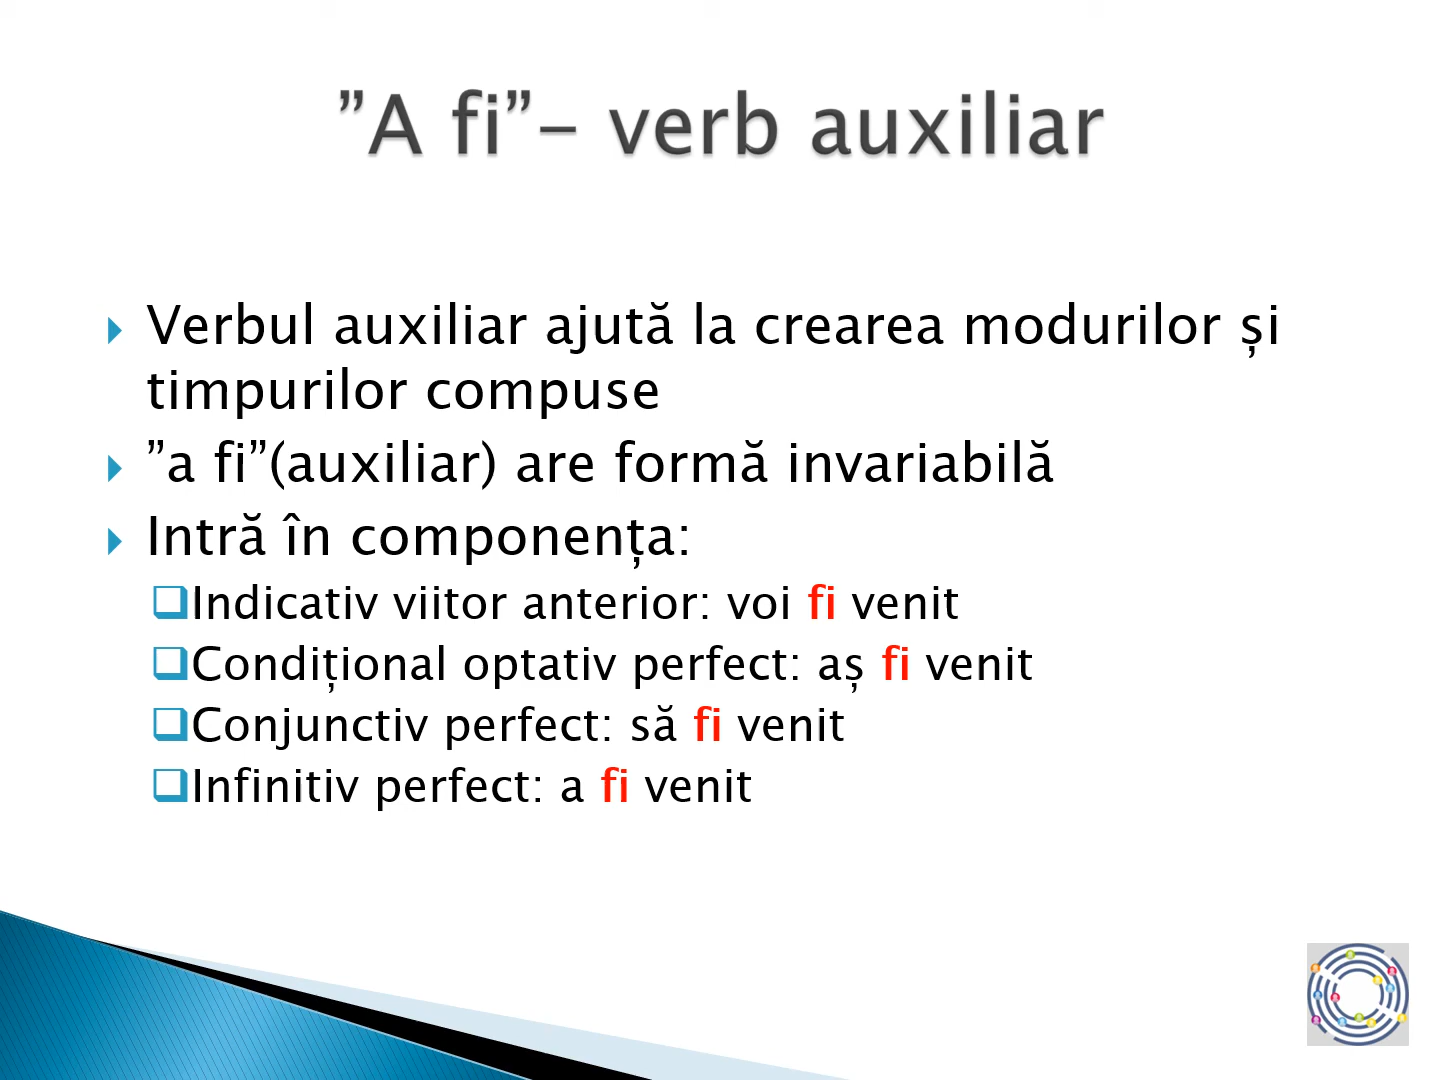 ”A fi”- verb auxiliar
Verbul auxiliar ajută la crearea modurilor și
timpurilor compuse
”a fi”(auxiliar) are formă invariabilă
Intră în componența:
Indicativ viitor anterior: voi fi venit
Condițional optativ perfect: aș fi venit
Conjunctiv perfect: să fi venit
Infinitiv perfect: a fi venit